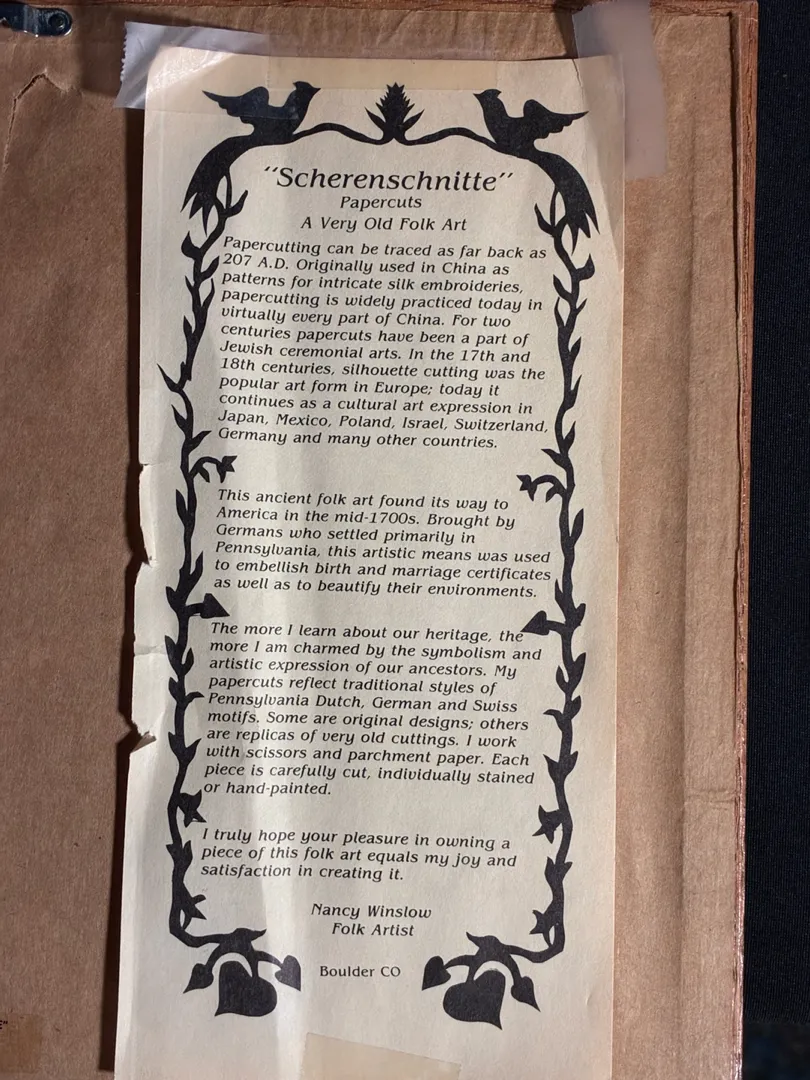 "Scherenschnitte"
Papercuts
A Very Old Folk Art
Papercutting can be traced as far back as
207 A.D. Originally used in China as
patterns for intricate silk embroideries,
papercutting is widely practiced today in
virtually every part of China. For two
centuries papercuts have been a part of
Jewish ceremonial arts. In the 17th and
18th centuries, silhouette cutting was the
popular art form in Europe; today it
continues as a cultural art expression in
Japan, Mexico, Poland, Israel, Switzerland,
Germany and many other countries.
This ancient folk art found its way to
America in the mid-1700s. Brought by
Germans who settled primarily in
Pennsylvania, this artistic means was used
to embellish birth and marriage certificates
as well as to beautify their environments.
The more I learn about our heritage, the
more I am charmed by the symbolism and
artistic expression of our ancestors. My
papercuts reflect traditional styles of
Pennsylvania Dutch, German and Swiss
motifs. Some are original designs; others
are replicas of very old cuttings. I work
with scissors and parchment paper. Each
piece is carefully cut, individually stained
or hand-painted.
I truly hope your pleasure in owning a
piece of this folk art equals my joy and
satisfaction in creating it.
Nancy Winslow
Folk Artist
Boulder CO